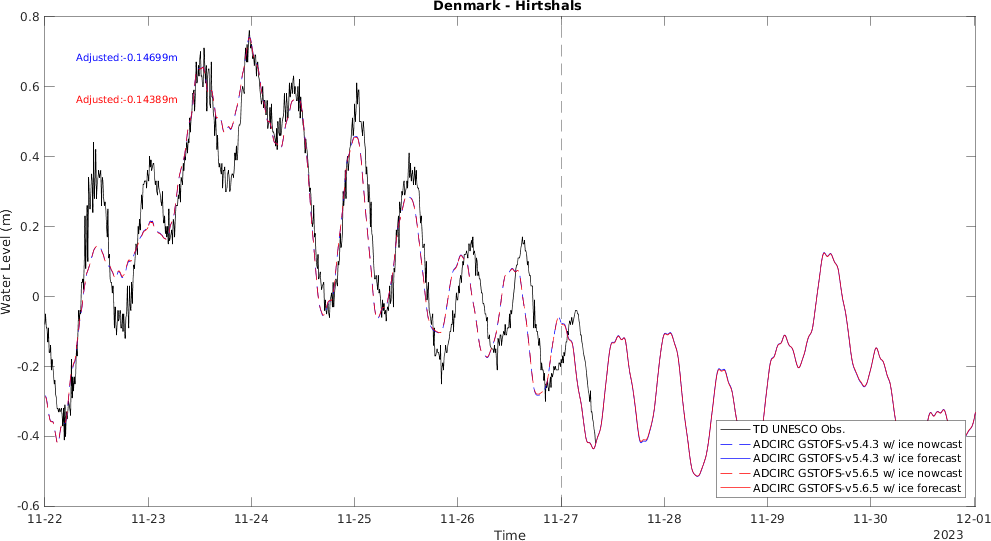 Denmark - Hirtshals
0.8
0.6
0.4
0.2
0
-0.2
-0.4
-0.6
Water Level (m)
Adjusted:-0.14699m
Adjusted:-0.14389m
TD UNESCO Obs.
ADCIRC GSTOFS-v5.4.3 w/ ice nowcast
ADCIRC GSTOFS-v5.4.3 w/ ice forecast
ADCIRC GSTOFS-v5.6.5 w/ ice nowcast
ADCIRC GSTOFS-v5.6.5 w/ ice forecast
11-22 11-23 11-24 11-25 11-26 11-27 11-28 11-29 11-30 12-01
Time
2023